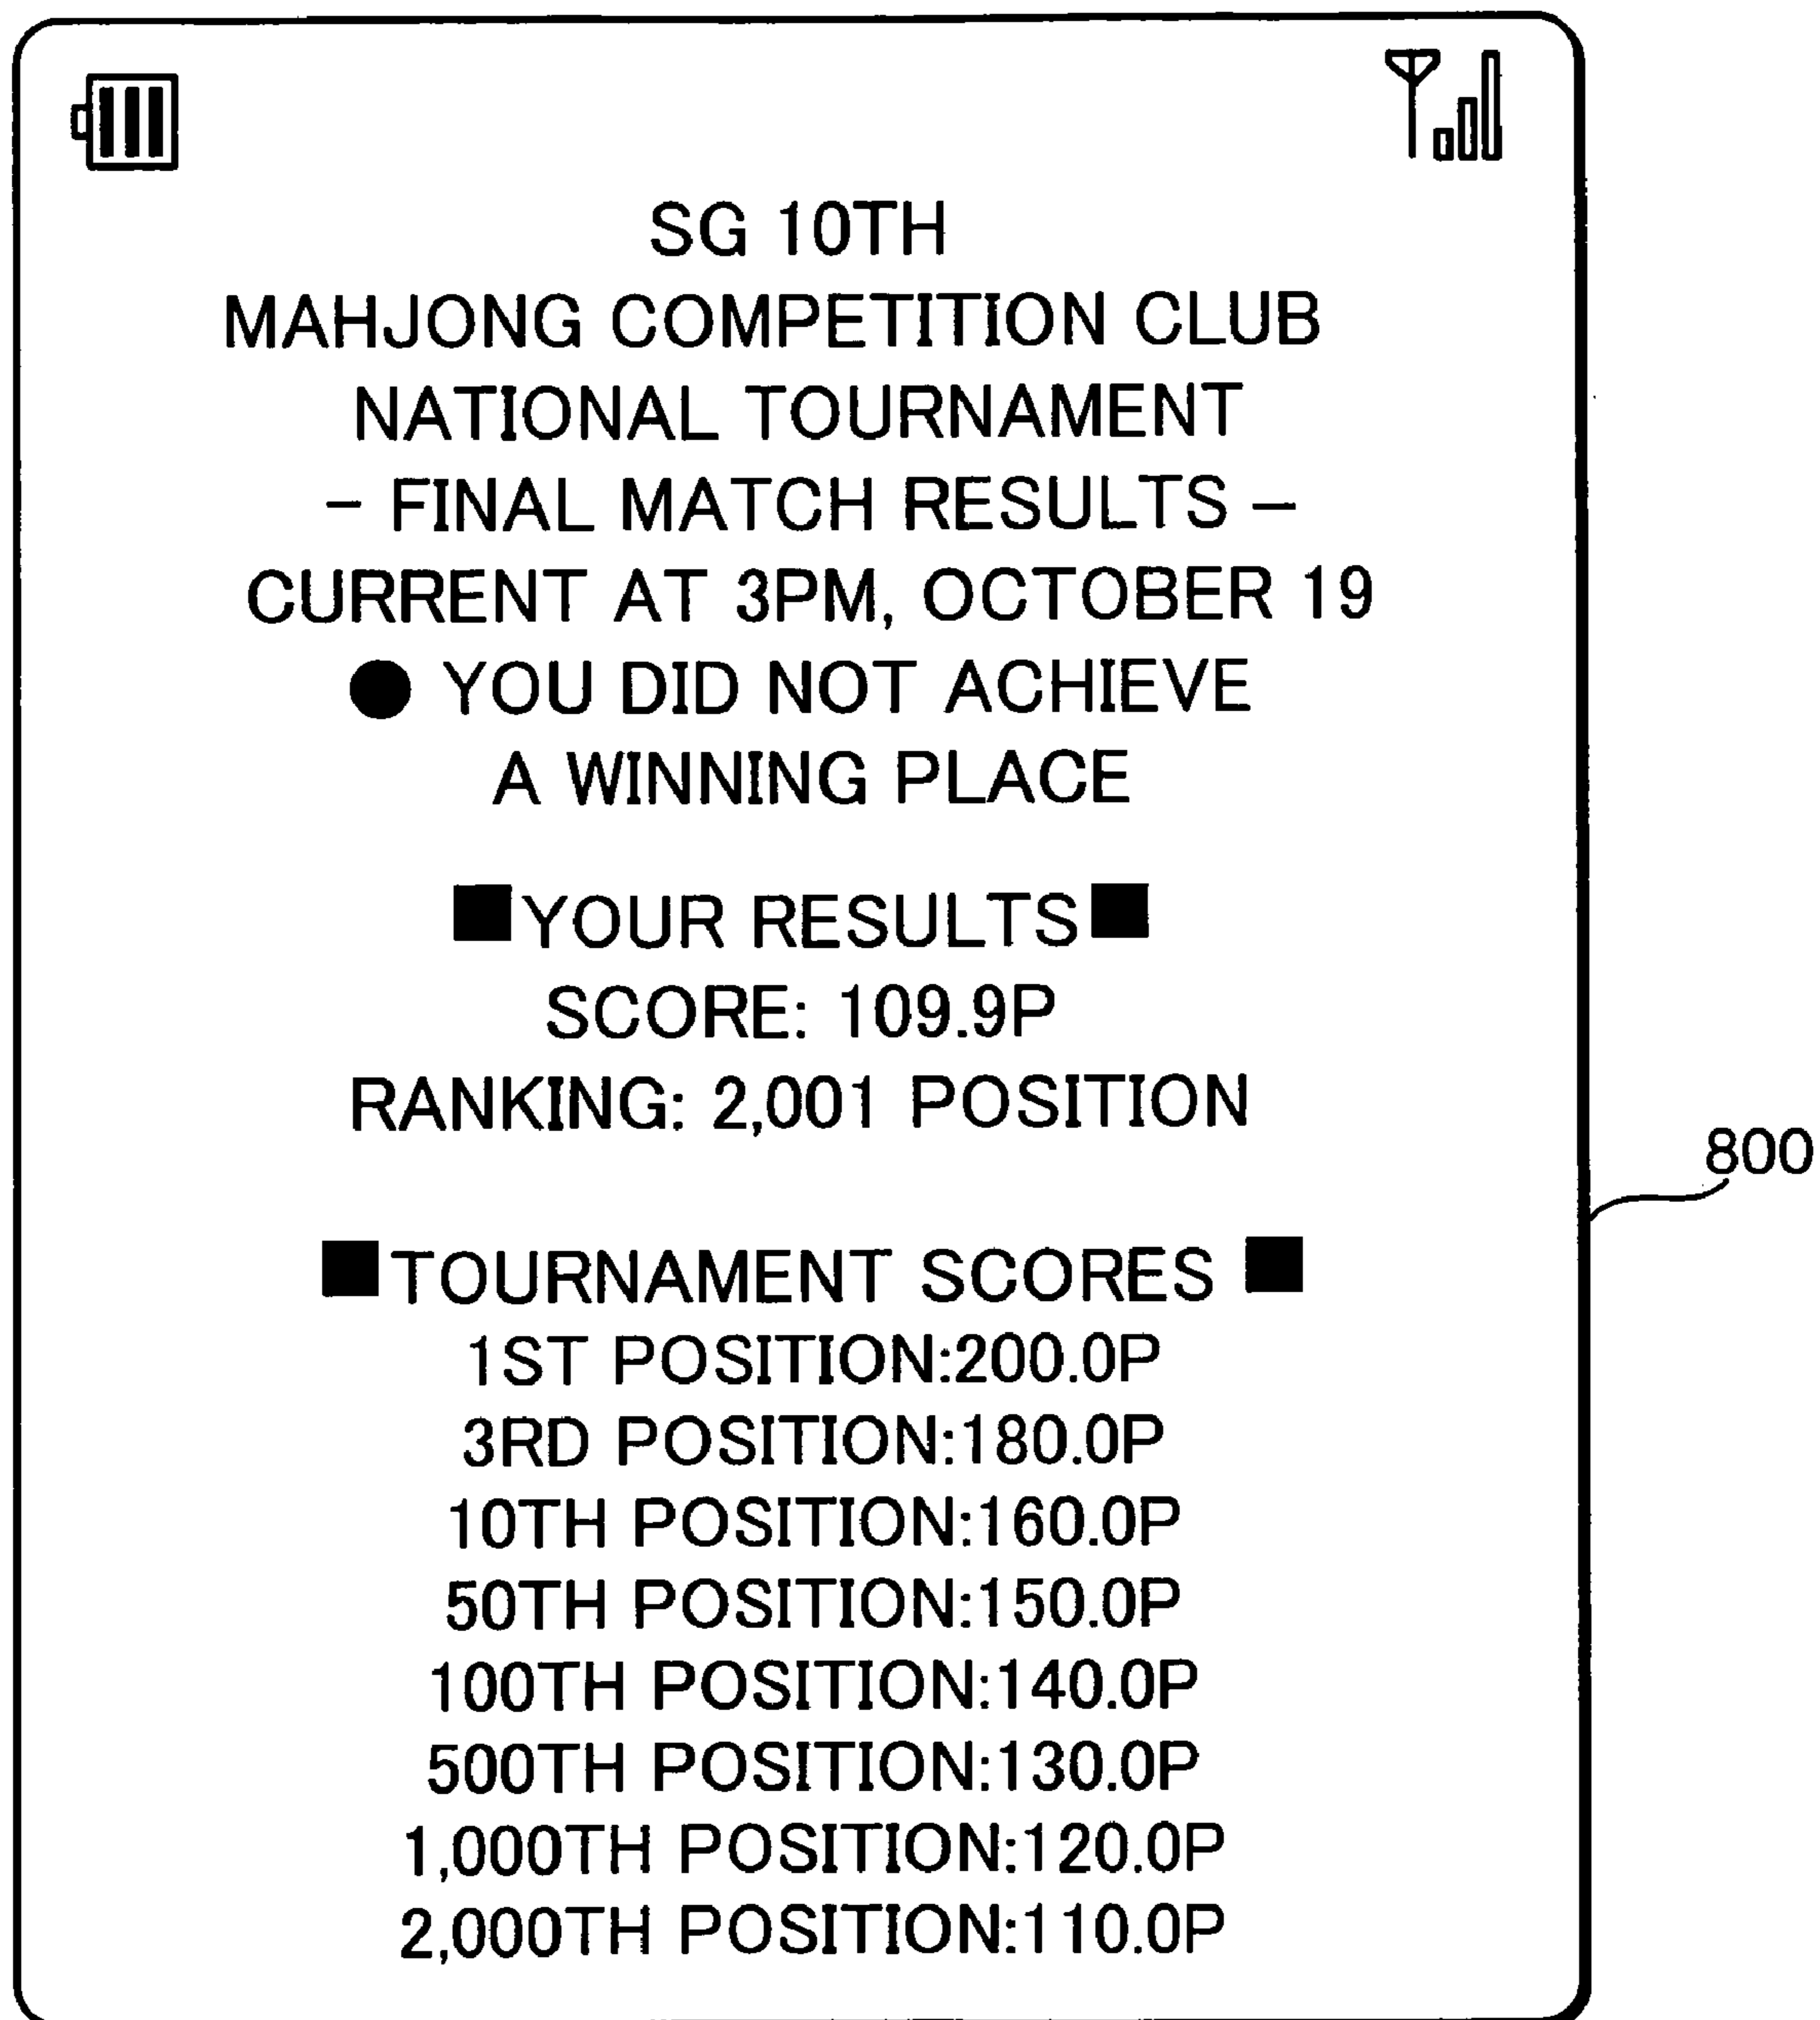 SG 10TH
MAHJONG COMPETITION CLUB
NATIONAL TOURNAMENT
– FINAL MATCH RESULTS –
CURRENT AT 3PM, OCTOBER 19
● YOU DID NOT ACHIEVE
A WINNING PLACE
■YOUR RESULTS■
SCORE: 109.9P
RANKING: 2,001 POSITION
800
■TOURNAMENT SCORES ■
1ST POSITION:200.0P
3RD POSITION:180.0P
10TH POSITION:160.0P
50TH POSITION:150.0P
100TH POSITION:140.0P
500TH POSITION:130.0P
1,000TH POSITION:120.0P
2,000TH POSITION:110.0P